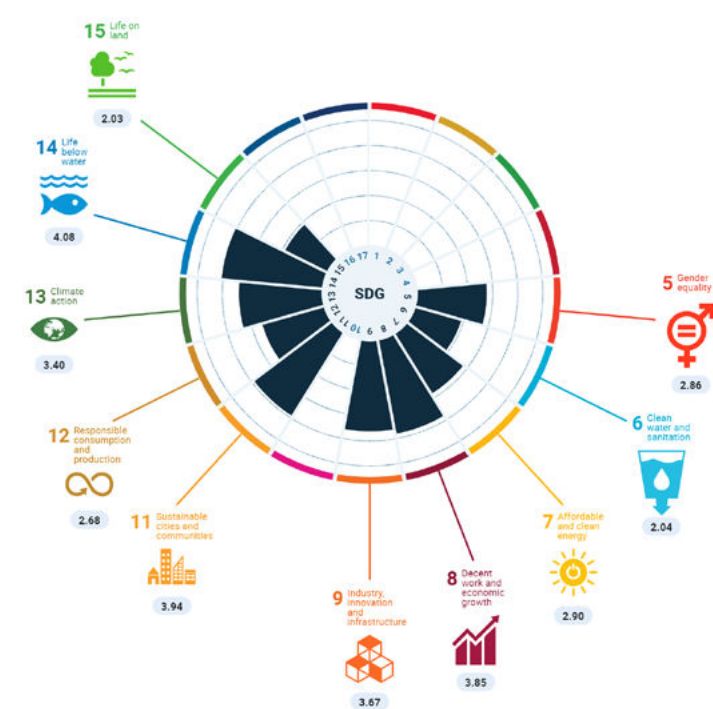 15 Life on
land
2.03
14 Life
below
water
4.08
13 Climate
action
3.40
12 Responsible
consumption
and
production
2.68
11 Sustainable
cities and
communities
3.94
9 Industry,
innovation
and
infrastructure
3.67
8 Decent
work and
economic
growth
3.85
7 Affordable
and clean
energy
2.90
6 Clean
water and
sanitation
2.04
5 Gender
equality
2.86
SDG
1
2
3
4
5
6
7
8
9
10
11
12
13
14
15
16
17